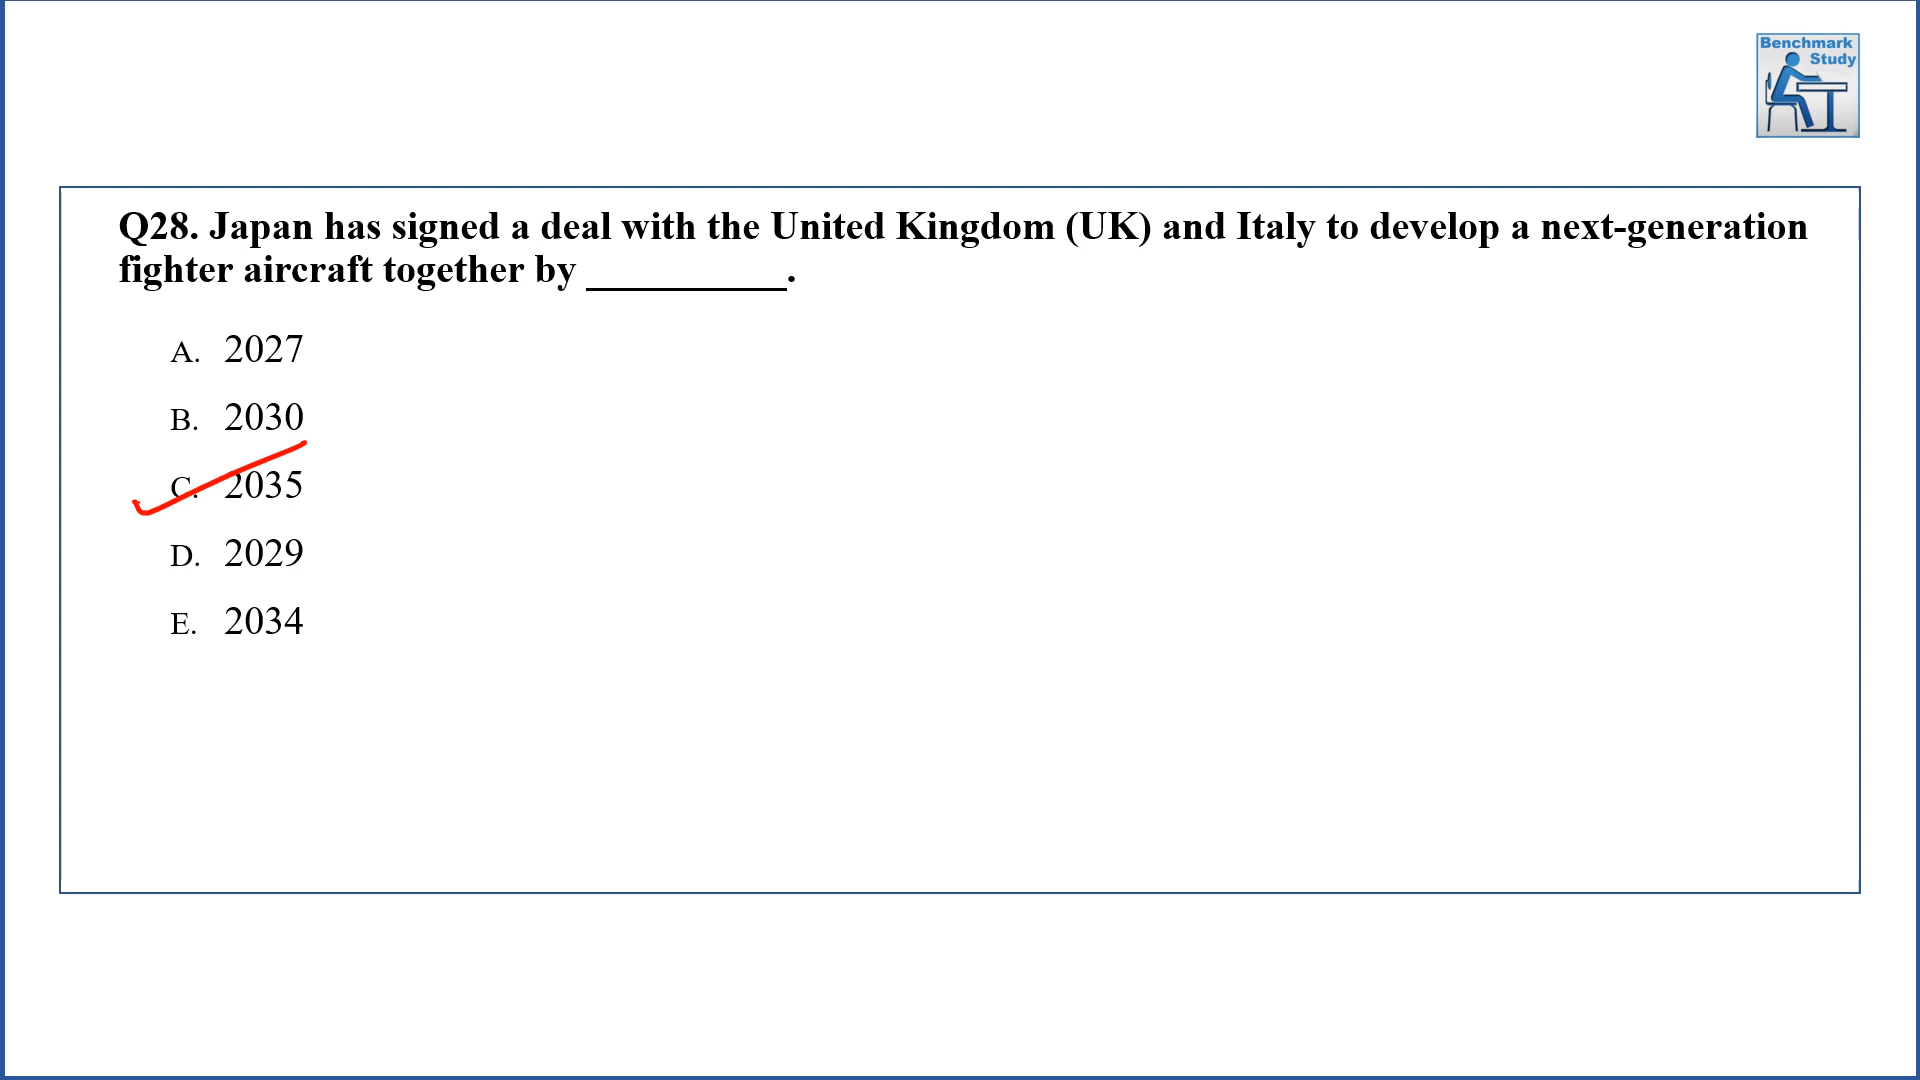 Benchmark
Study
Q28. Japan has signed a deal with the United Kingdom (UK) and Italy to develop a next-generation
fighter aircraft together by __________.
A. 2027
B. 2030
C. 2035
D. 2029
E. 2034